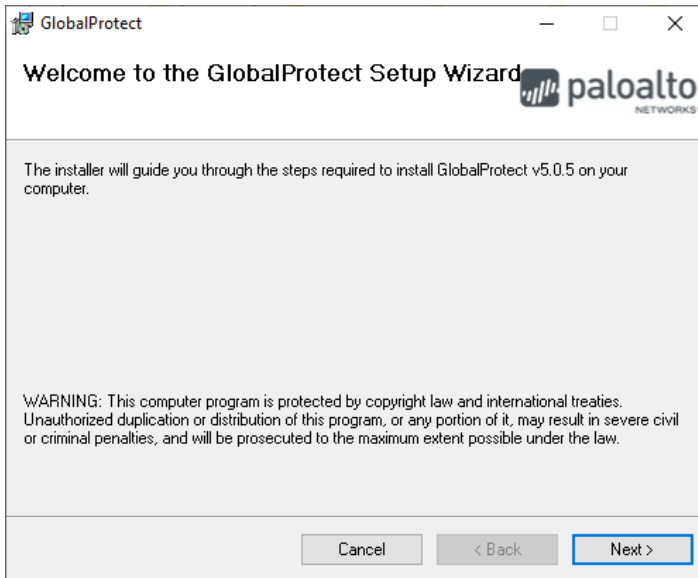 GlobalProtect
Welcome to the GlobalProtect Setup Wizard
paloalto
NETWORKS
The installer will guide you through the steps required to install GlobalProtect v5.0.5 on your
computer.
WARNING: This computer program is protected by copyright law and international treaties.
Unauthorized duplication or distribution of this program, or any portion of it, may result in severe civil
or criminal penalties, and will be prosecuted to the maximum extent possible under the law.
Cancel
< Back
Next >